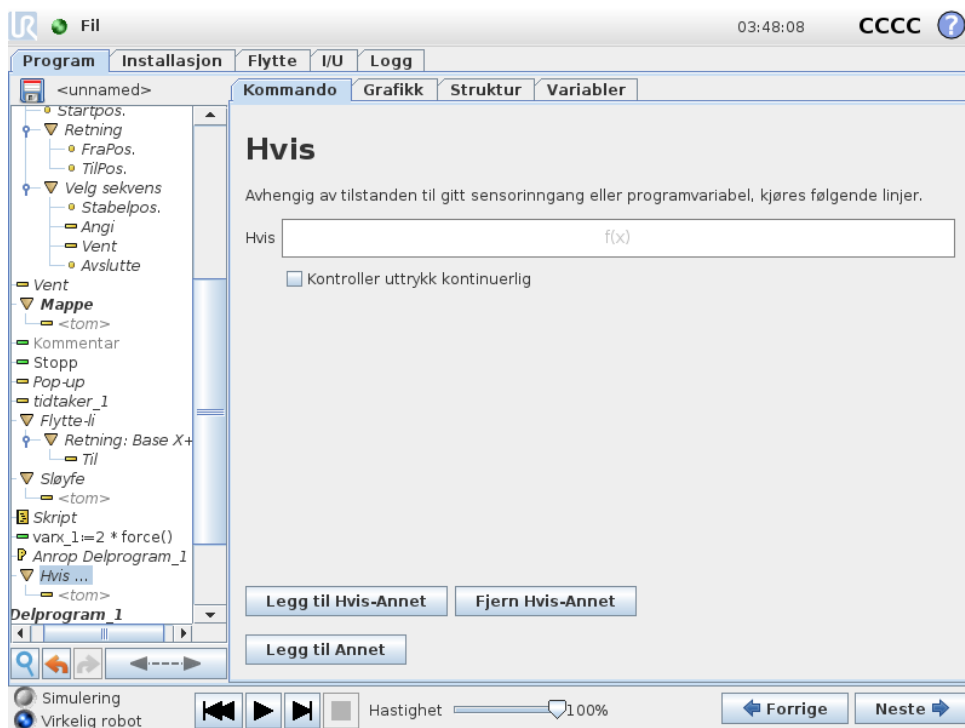 UR Fil 03:48:08 CCCC ?
Program Installasjon Flytte I/U Logg
<unnamed>
Kommando Grafikk Struktur Variabler
Startpos.
Retning
FraPos.
TilPos.
Velg sekvens
Stabelpos.
Angi
Vent
Avslutte
Vent
Mappe
<tom>
Kommentar
Stopp
Pop-up
tidtaker_1
Flytte-li
Retning: Base X+
Til
Sløyfe
<tom>
Skript
varx_1:=2 * force()
P Anrop Delprogram_1
Hvis ...
<tom>
Delprogram_1
Hvis
Avhengig av tilstanden til gitt sensorinngang eller programvariabel, kjøres følgende linjer.
Hvis f(x)
Kontroller uttrykk kontinuerlig
Legg til Hvis-Annet Fjern Hvis-Annet
Legg til Annet
Simulering
Virkelig robot
Hastighet 100%
Forrige Neste